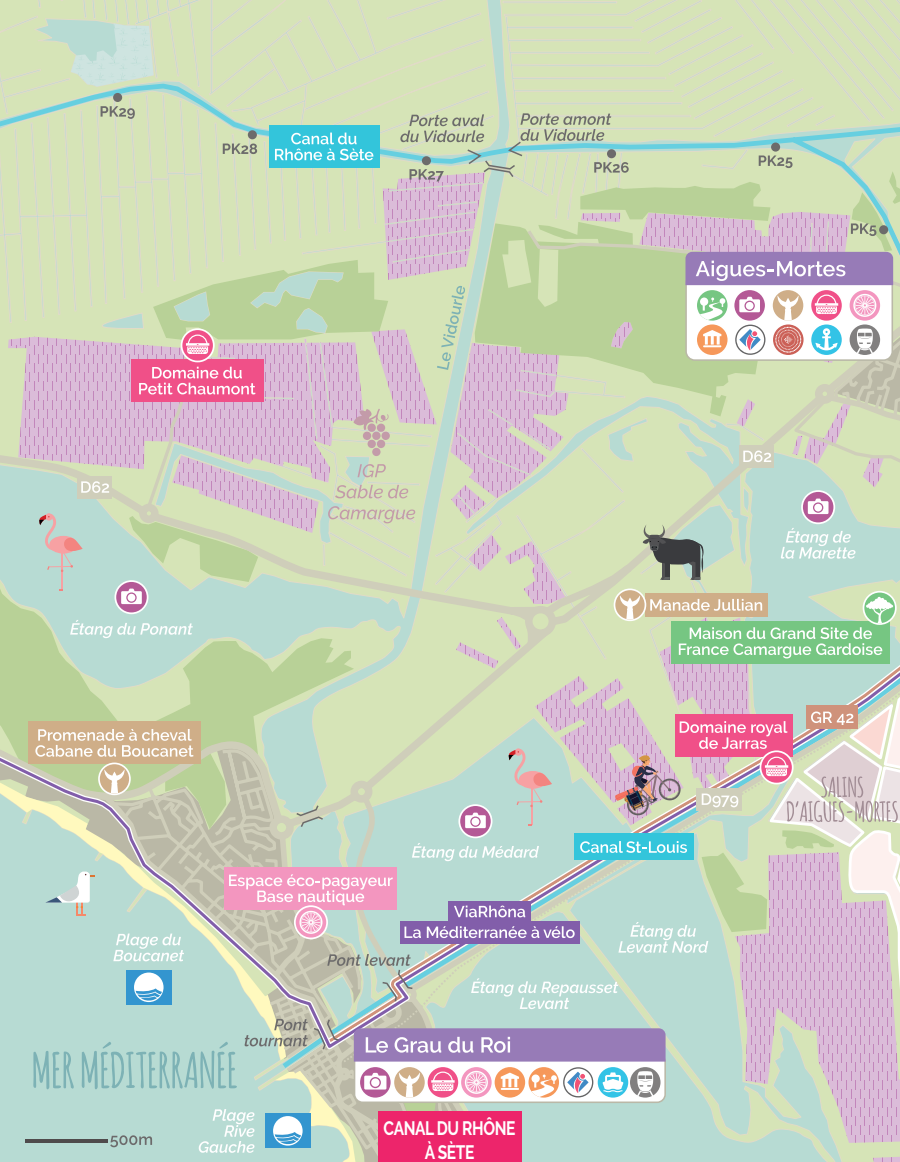 PK29
PK28
Canal du
Rhône à Sète
Porte aval
du Vidourle
Porte amont
du Vidourle
PK27
PK26
PK25
PK5
Aigues-Mortes
Le Vidourle
Domaine du
Petit Chaumont
IGP
Sable de
Camargue
D62
D62
Étang de
la Marette
Étang du Ponant
Manade Jullian
Maison du Grand Site de
France Camargue Gardoise
GR 42
Promenade à cheval
Cabane du Boucanet
Domaine royal
de Jarras
SALINS
D'AIGUES-MORTES
D979
Étang du Médard
Canal St-Louis
Espace éco-pagayeur
Base nautique
ViaRhôna
La Méditerranée à vélo
Étang du
Levant Nord
Plage du
Boucanet
Pont levant
Étang du Repausset
Levant
Pont
tournant
Le Grau du Roi
MER MÉDITERRANÉE
Plage
Rive
Gauche
500m
CANAL DU RHÔNE
À SÈTE